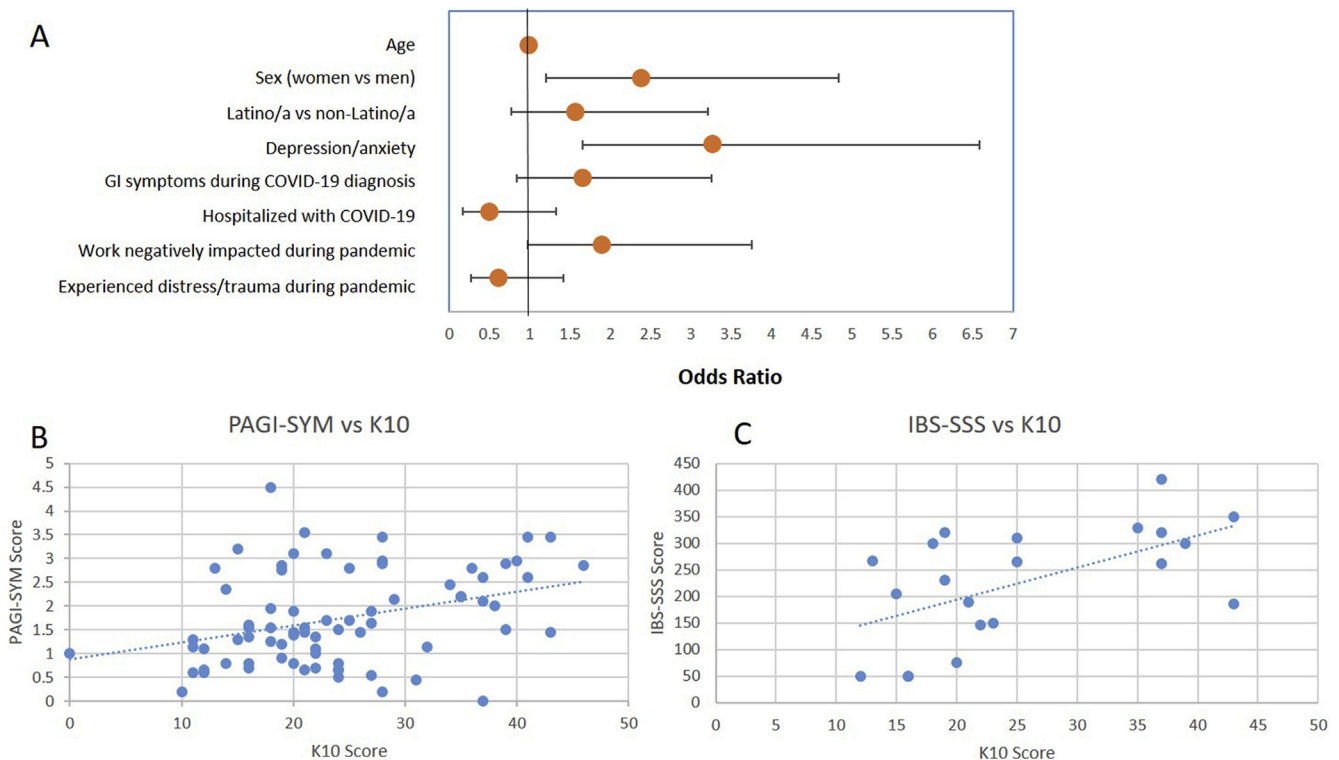 A
Age
Sex (women vs men)
Latino/a vs non-Latino/a
Depression/anxiety
GI symptoms during COVID-19 diagnosis
Hospitalized with COVID-19
Work negatively impacted during pandemic
Experienced distress/trauma during pandemic
0 0.5 1 1.5 2 2.5 3 3.5 4 4.5 5 5.5 6 6.5 7
Odds Ratio
B
PAGI-SYM vs K10
PAGI-SYM Score
5
4.5
4
3.5
3
2.5
2
1.5
1
0.5
0
0 10 20 30 40 50
K10 Score
C
IBS-SSS vs K10
IBS-SSS Score
450
400
350
300
250
200
150
100
50
0
0 5 10 15 20 25 30 35 40 45 50
K10 Score